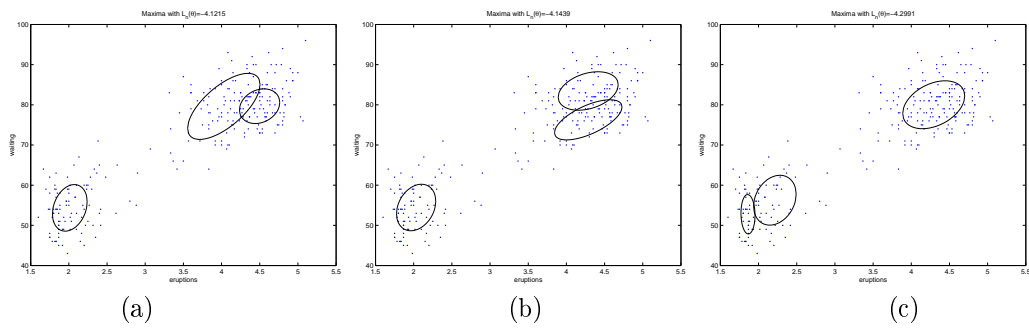 Maxima with Lₙ(θ)=−4.1215
100
90
80
70
60
50
40
waiting
1.5 2 2.5 3 3.5 4 4.5 5 5.5
eruptions
(a)
Maxima with Lₙ(θ)=−4.1439
100
90
80
70
60
50
40
waiting
1.5 2 2.5 3 3.5 4 4.5 5 5.5
eruptions
(b)
Maxima with Lₙ(θ)=−4.2991
100
90
80
70
60
50
40
waiting
1.5 2 2.5 3 3.5 4 4.5 5 5.5
eruptions
(c)